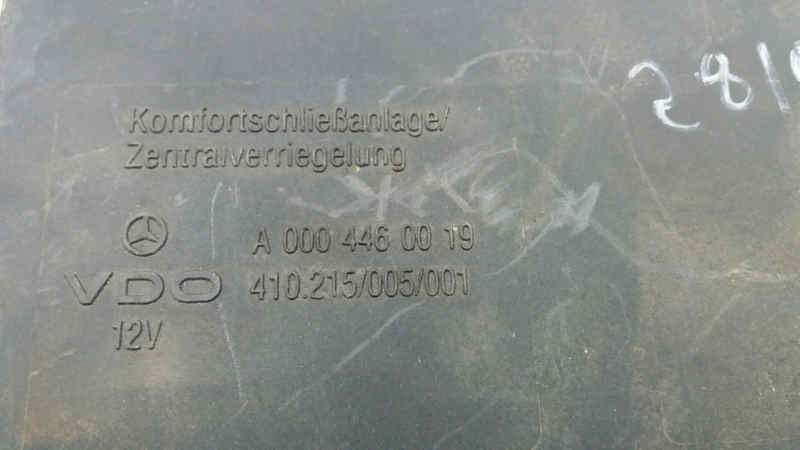 Komfortschließanlage/
Zentralverriegelung
A 000 446 00 19
VDO 410.215/005/001
12V